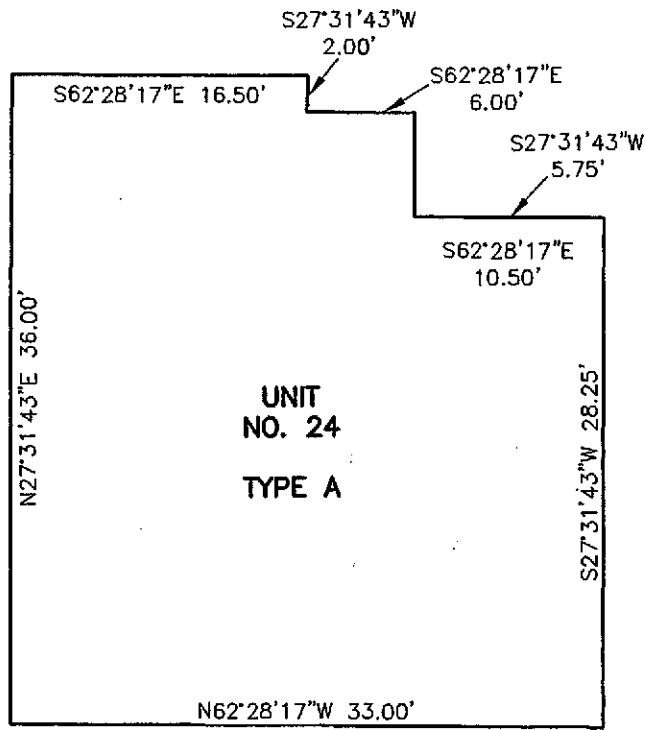 S27°31'43"W
2.00'
S62°28'17"E
6.00'
S62°28'17"E 16.50'
S27°31'43"W
5.75'
S62°28'17"E
10.50'
N27°31'43"E 36.00'
UNIT
NO. 24
TYPE A
S27°31'43"W 28.25'
N62°28'17"W 33.00'